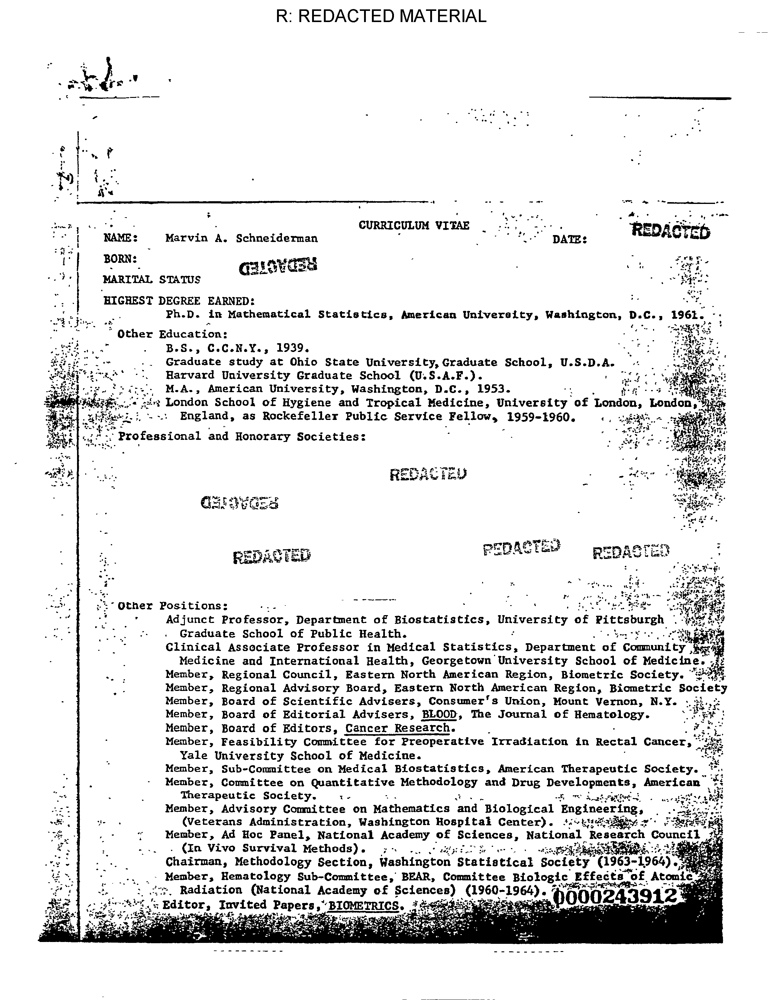 R: REDACTED MATERIAL
CURRICULUM VITAE
NAME: Marvin A. Schneiderman DATE: REDACTED
BORN: REDACTED
MARITAL STATUS
HIGHEST DEGREE EARNED:
Ph.D. in Mathematical Statistics, American University, Washington, D.C., 1961.
Other Education:
B.S., C.C.N.Y., 1939.
Graduate study at Ohio State University, Graduate School, U.S.D.A.
Harvard University Graduate School (U.S.A.F.).
M.A., American University, Washington, D.C., 1953.
London School of Hygiene and Tropical Medicine, University of London, London,
England, as Rockefeller Public Service Fellow, 1959-1960.
Professional and Honorary Societies:
REDACTED
REDACTED
REDACTED REDACTED REDACTED
Other Positions:
Adjunct Professor, Department of Biostatistics, University of Pittsburgh
Graduate School of Public Health.
Clinical Associate Professor in Medical Statistics, Department of Community
Medicine and International Health, Georgetown University School of Medicine.
Member, Regional Council, Eastern North American Region, Biometric Society.
Member, Regional Advisory Board, Eastern North American Region, Biometric Society
Member, Board of Scientific Advisers, Consumer's Union, Mount Vernon, N.Y.
Member, Board of Editorial Advisers, BLOOD, The Journal of Hematology.
Member, Board of Editors, Cancer Research.
Member, Feasibility Committee for Preoperative Irradiation in Rectal Cancer,
Yale University School of Medicine.
Member, Sub-Committee on Medical Biostatistics, American Therapeutic Society.
Member, Committee on Quantitative Methodology and Drug Developments, American
Therapeutic Society.
Member, Advisory Committee on Mathematics and Biological Engineering,
(Veterans Administration, Washington Hospital Center).
Member, Ad Hoc Panel, National Academy of Sciences, National Research Council
(In Vivo Survival Methods).
Chairman, Methodology Section, Washington Statistical Society (1963-1964).
Member, Hematology Sub-Committee, BEAR, Committee Biologic Effects of Atomic
Radiation (National Academy of Sciences) (1960-1964).
Editor, Invited Papers, BIOMETRICS. 0000243912